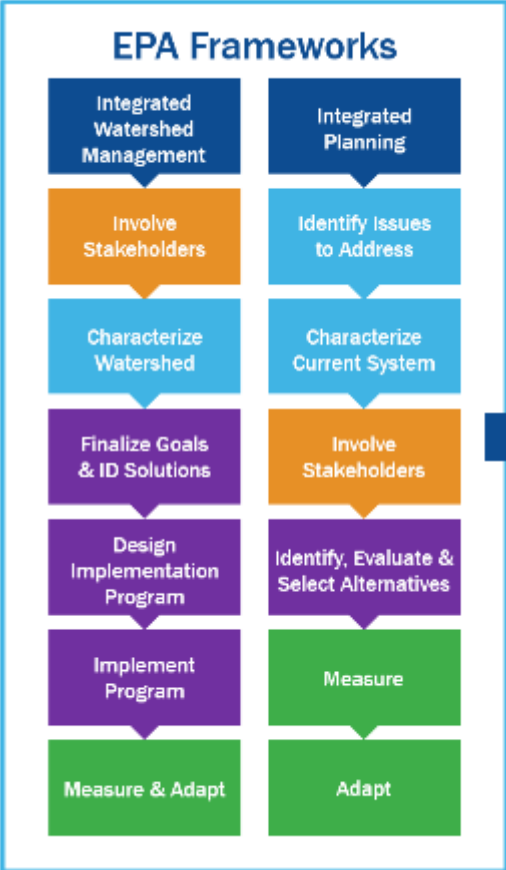 EPA Frameworks
Integrated
Watershed
Management
Involve
Stakeholders
Characterize
Watershed
Finalize Goals
& ID Solutions
Design
Implementation
Program
Implement
Program
Measure & Adapt
Integrated
Planning
Identify Issues
to Address
Characterize
Current System
Involve
Stakeholders
Identify, Evaluate &
Select Alternatives
Measure
Adapt